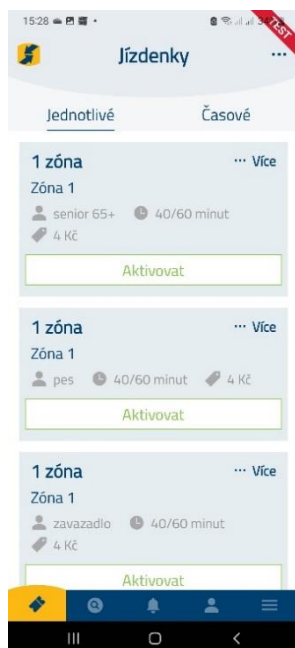 15:28
TEST
Jízdenky
Jednotlivé Časové
1 zóna ··· Více
Zóna 1
senior 65+ 40/60 minut
4 Kč
Aktivovat
1 zóna ··· Více
Zóna 1
pes 40/60 minut 4 Kč
Aktivovat
1 zóna ··· Více
Zóna 1
zavazadlo 40/60 minut
4 Kč
Aktivovat